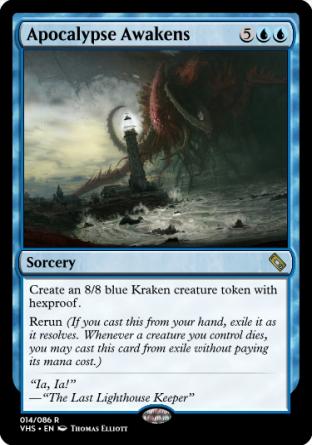 Apocalypse Awakens 5
Sorcery
Create an 8/8 blue Kraken creature token with
hexproof.
Rerun (If you cast this from your hand, exile it as
it resolves. Whenever a creature you control dies,
you may cast this card from exile without paying
its mana cost.)
“Ia, Ia!”
—“The Last Lighthouse Keeper”
014/086 R
VHS • EN Thomas Elliott